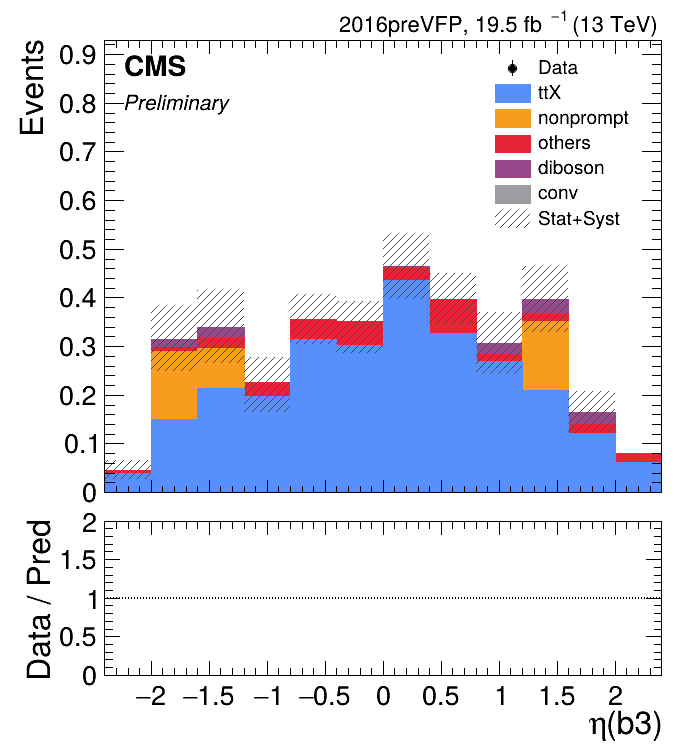 2016preVFP, 19.5 fb ⁻¹ (13 TeV)
CMS
Preliminary
Events
0.9
0.8
0.7
0.6
0.5
0.4
0.3
0.2
0.1
0
Data
ttX
nonprompt
others
diboson
conv
Stat+Syst
Data / Pred
2
1.5
1
0.5
0
−2 −1.5 −1 −0.5 0 0.5 1 1.5 2
η(b3)